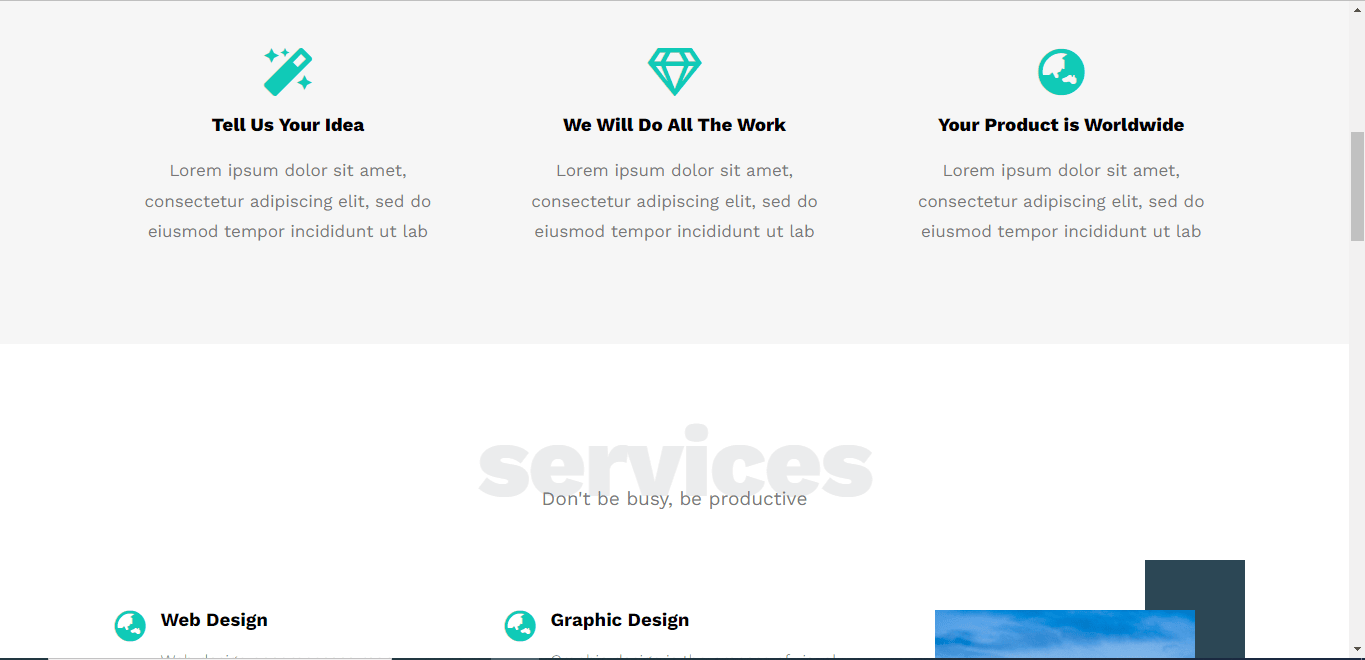 Tell Us Your Idea
Lorem ipsum dolor sit amet,
consectetur adipiscing elit, sed do
eiusmod tempor incididunt ut lab
We Will Do All The Work
Lorem ipsum dolor sit amet,
consectetur adipiscing elit, sed do
eiusmod tempor incididunt ut lab
Your Product is Worldwide
Lorem ipsum dolor sit amet,
consectetur adipiscing elit, sed do
eiusmod tempor incididunt ut lab
services
Don't be busy, be productive
Web Design
Graphic Design